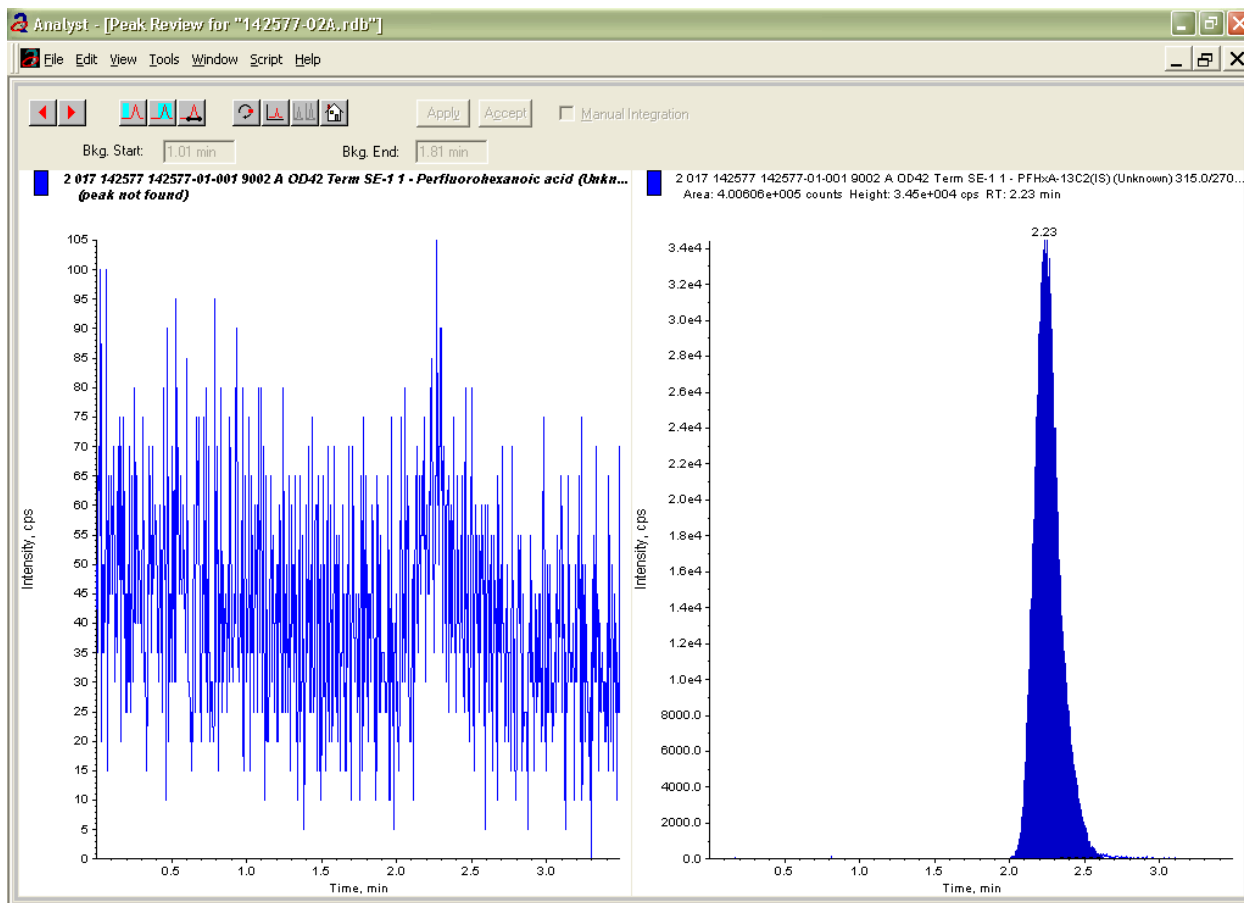 Analyst - [Peak Review for "142577-02A.rdb"]
File Edit View Tools Window Script Help
Apply Accept Manual Integration
Bkg. Start: 1.01 min Bkg. End: 1.81 min
2 017 142577 142577-01-001 9002 A OD42 Term SE-1 1 - Perfluorohexanoic acid (Unkn...
(peak not found)
105
100
95
90
85
80
75
70
65
60
55
50
45
40
35
30
25
20
15
10
5
0
Intensity, cps
0.5 1.0 1.5 2.0 2.5 3.0
Time, min
2 017 142577 142577-01-001 9002 A OD42 Term SE-1 1 - PFHxA-13C2(IS) (Unknown) 315.0/270...
Area: 4.00606e+005 counts Height: 3.45e+004 cps RT: 2.23 min
2.23
3.4e4
3.2e4
3.0e4
2.8e4
2.6e4
2.4e4
2.2e4
2.0e4
1.8e4
1.6e4
1.4e4
1.2e4
1.0e4
8000.0
6000.0
4000.0
2000.0
0.0
Intensity, cps
0.5 1.0 1.5 2.0 2.5 3.0
Time, min